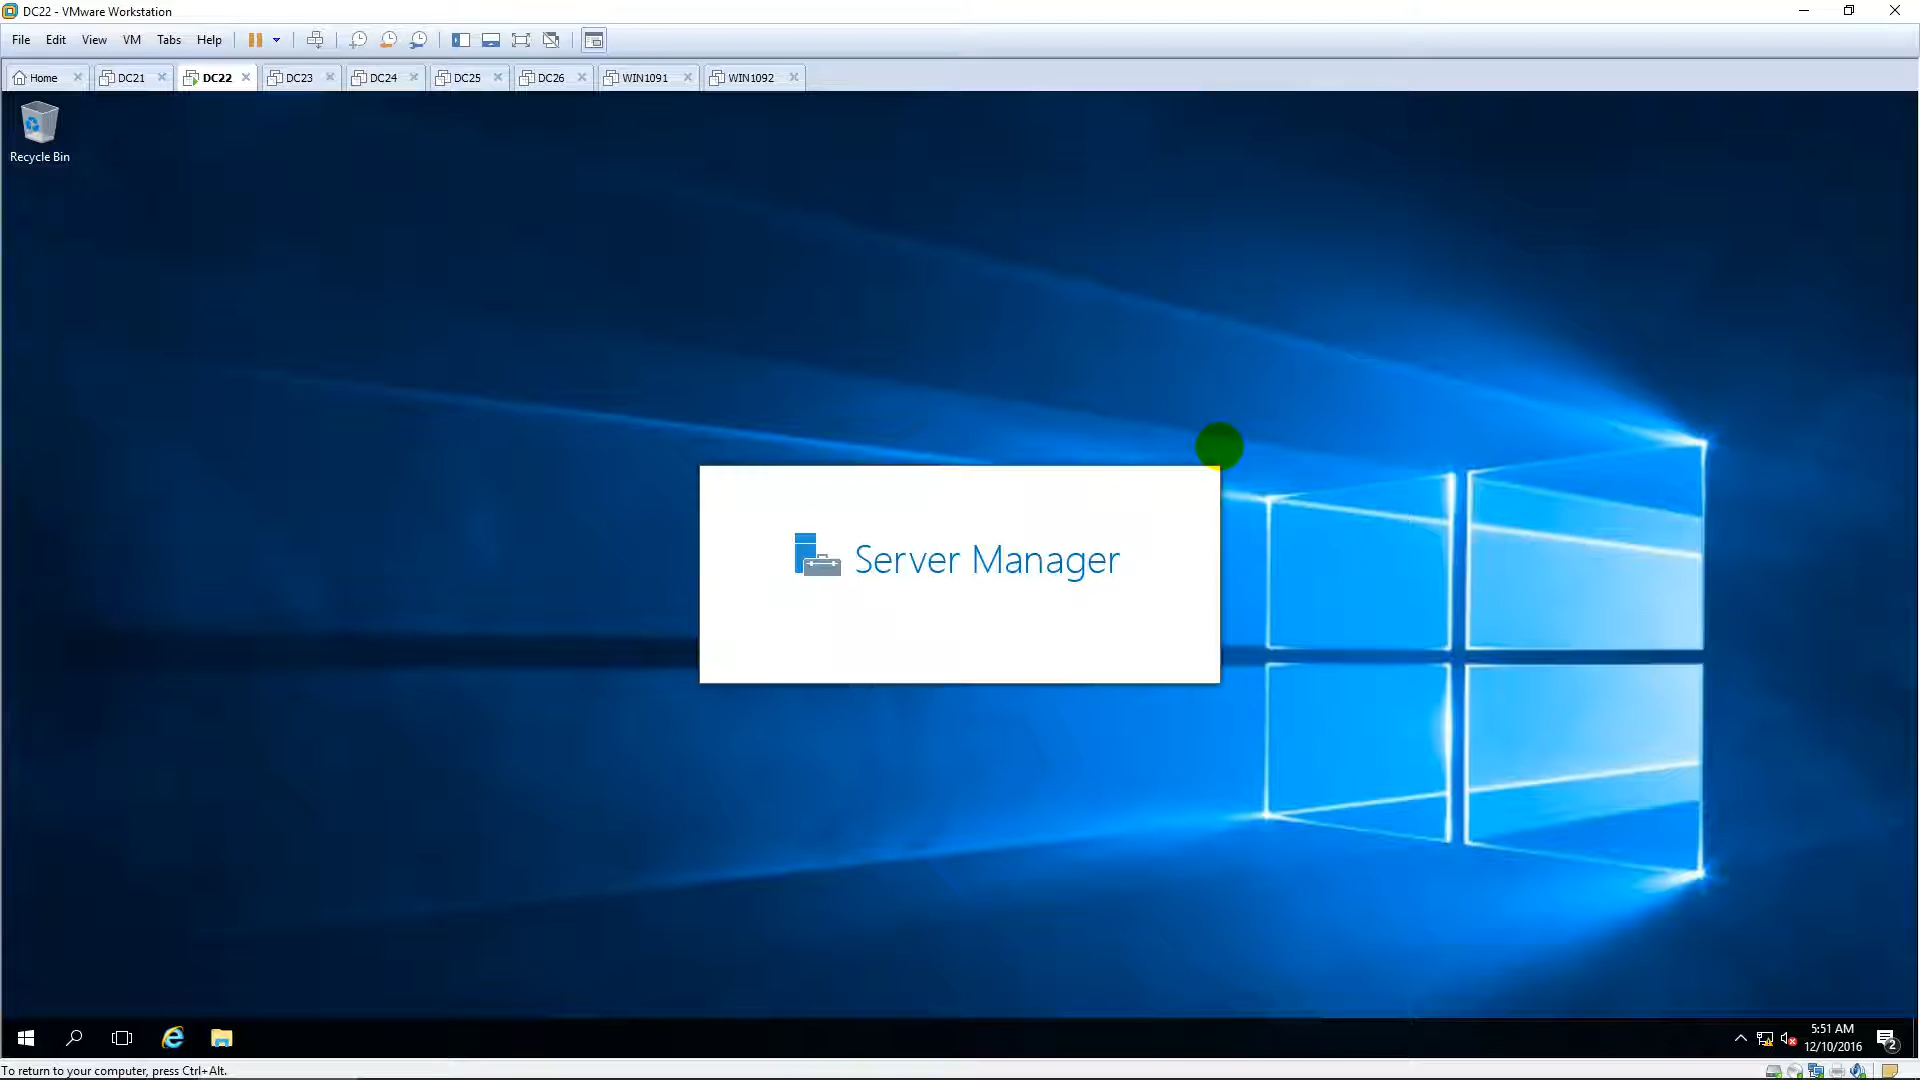 DC22 - VMware Workstation
File Edit View VM Tabs Help
Home DC21 DC22 DC23 DC24 DC25 DC26 WIN1091 WIN1092
Recycle Bin
Server Manager
5:51 AM
12/10/2016
2
To return to your computer, press Ctrl+Alt.